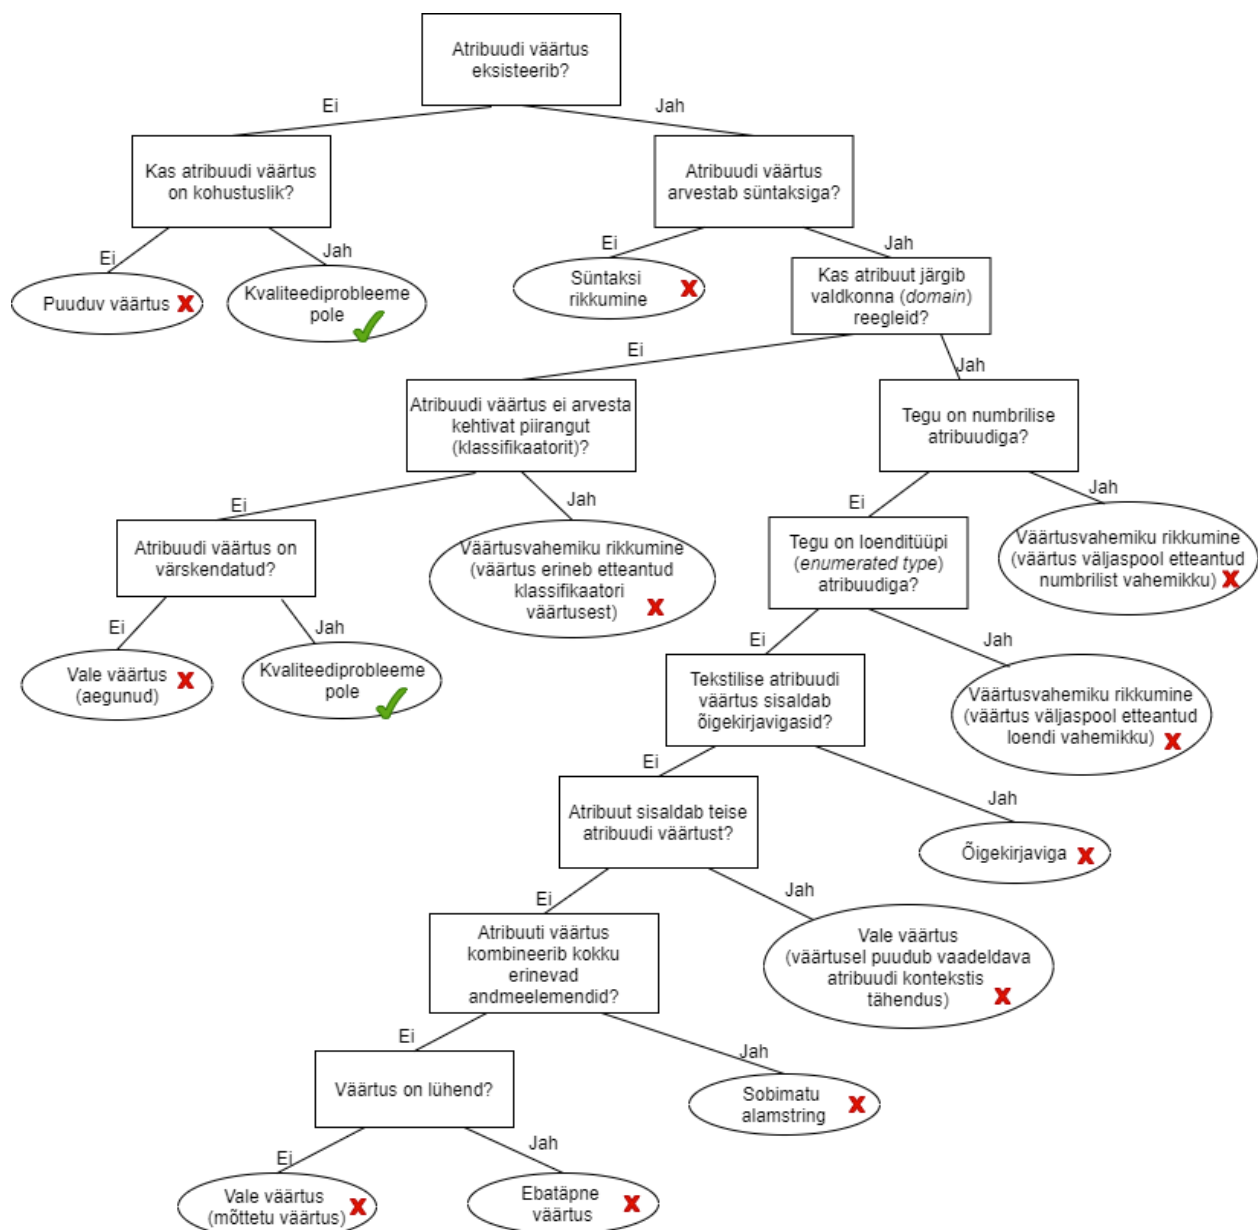 Atribuudi väärtus
eksisteerib?
Ei
Jah
Kas atribuudi väärtus
on kohustuslik?
Atribuudi väärtus
arvestab süntaksiga?
Ei
Jah
Ei
Jah
Puuduv väärtus
Kvaliteediprobleeme
pole
Süntaksi
rikkumine
Kas atribuut järgib
valdkonna (domain)
reegleid?
Ei
Jah
Atribuudi väärtus ei arvesta
kehtivat piirangut
(klassifikaatorit)?
Tegu on numbrilise
atribuudiga?
Ei
Jah
Ei
Jah
Atribuudi väärtus on
värskendatud?
Väärtusvahemiku rikkumine
(väärtus erineb etteantud
klassifikaatori
väärtusest)
Tegu on loenditüüpi
(enumerated type)
atribuudiga?
Väärtusvahemiku rikkumine
(väärtus väljaspool etteantud
numbrilist vahemikku)
Ei
Jah
Ei
Jah
Vale väärtus
(aegunud)
Kvaliteediprobleeme
pole
Tekstilise atribuudi
väärtus sisaldab
õigekirjavigasid?
Väärtusvahemiku rikkumine
(väärtus väljaspool etteantud
loendi vahemikku)
Ei
Jah
Atribuut sisaldab teise
atribuudi väärtust?
Õigekirjaviga
Ei
Jah
Atribuuti väärtus
kombineerib kokku
erinevad
andmeelemendid?
Vale väärtus
(väärtusel puudub vaadeldava
atribuudi kontekstis
tähendus)
Ei
Jah
Väärtus on lühend?
Sobimatu
alamstring
Ei
Jah
Vale väärtus
(mõttetu väärtus)
Ebatäpne
väärtus